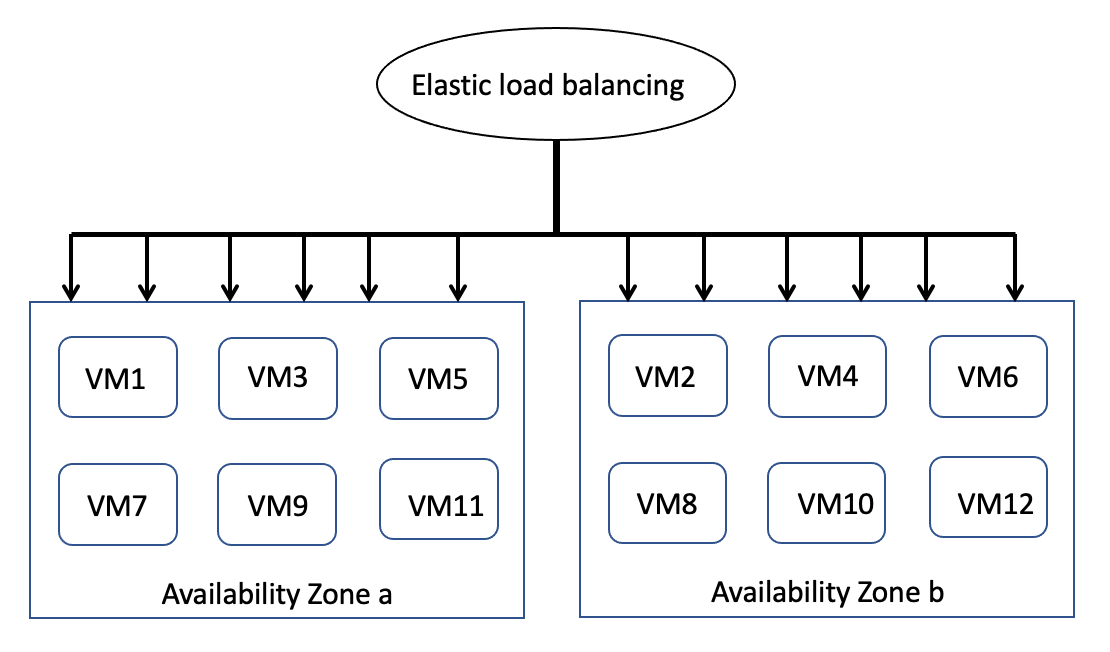 Elastic load balancing
VM1
VM3
VM5
VM7
VM9
VM11
Availability Zone a
VM2
VM4
VM6
VM8
VM10
VM12
Availability Zone b